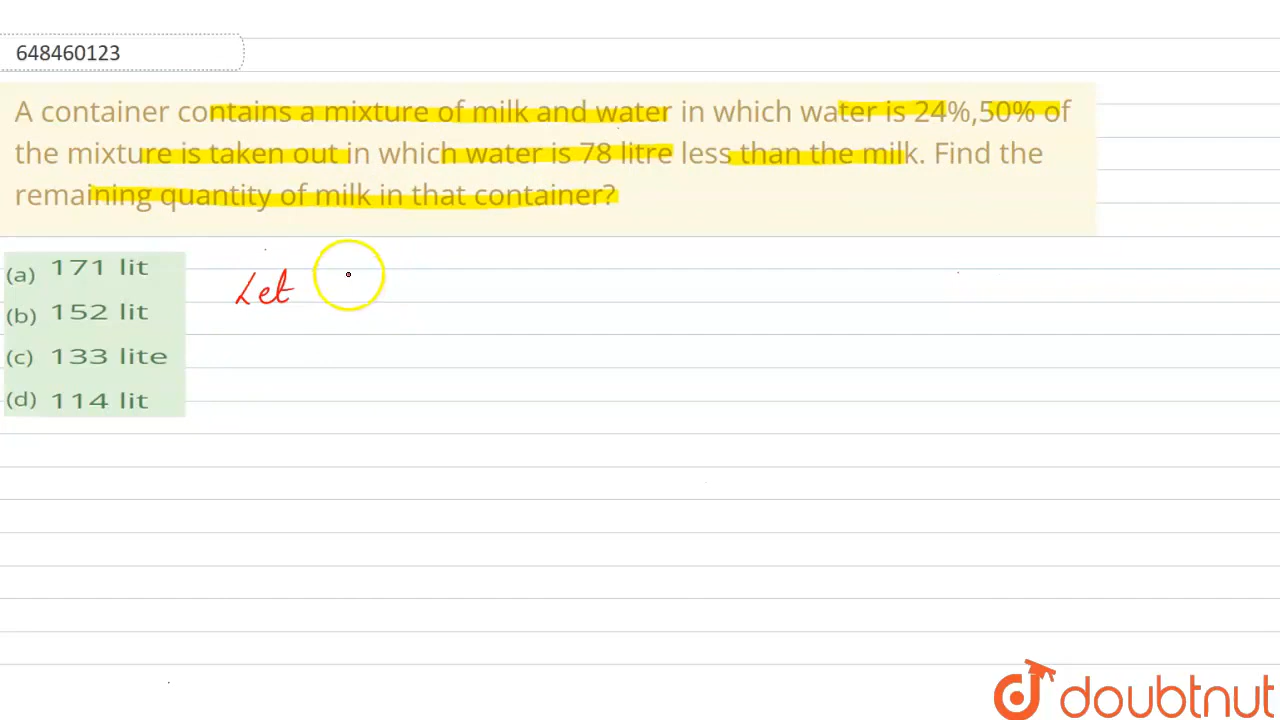 648460123
A container contains a mixture of milk and water in which water is 24%,50% of
the mixture is taken out in which water is 78 litre less than the milk. Find the
remaining quantity of milk in that container?
(a) 171 lit
Let
(b) 152 lit
(c) 133 lite
(d) 114 lit
doubtnut